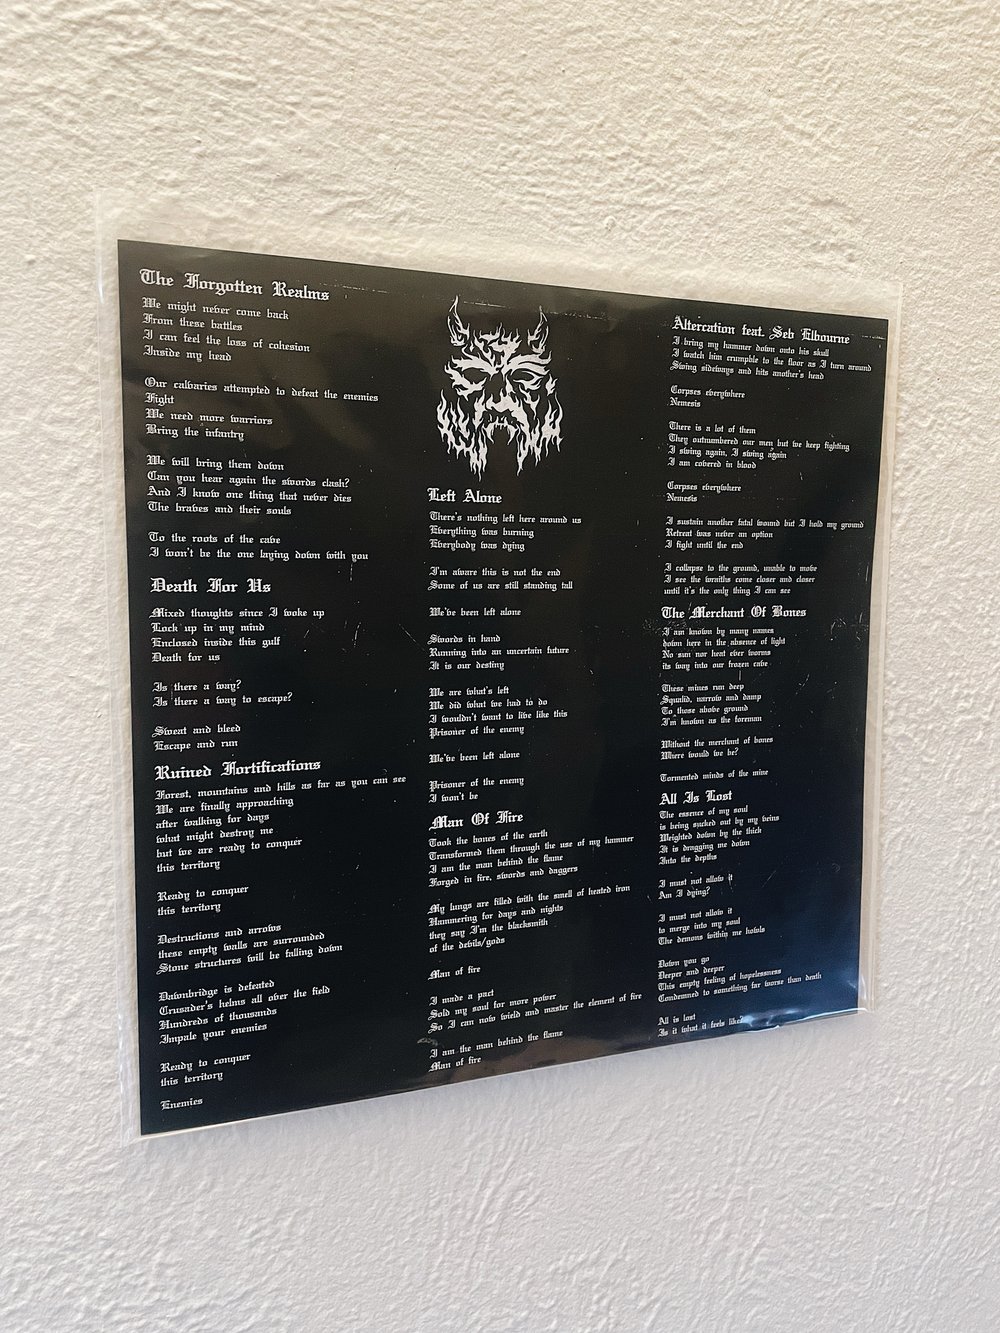 The Forgotten Realms
We might never come back
From these battles
I can feel the loss of cohesion
Inside my head
Our calvaries attempted to defeat the enemies
Fight
We need more warriors
Bring the infantry
We will bring them down
Can you hear again the swords clash?
And I know one thing that never dies
The braves and their souls
To the roots of the cave
I won't be the one laying down with you
Death For Us
Mixed thoughts since I woke up
Lock up in my mind
Enclosed inside this gulf
Death for us
Is there a way?
Is there a way to escape?
Sweat and bleed
Escape and run
Ruined Fortifications
Forest, mountains and hills as far as you can see
We are finally approaching
after walking for days
what might destroy me
but we are ready to conquer
this territory
Ready to conquer
this territory
Destructions and arrows
these empty walls are surrounded
Stone structures will be falling down
Dawnbridge is defeated
Crusader's helms all over the field
Hundreds of thousands
Impale your enemies
Ready to conquer
this territory
Enemies
Left Alone
There's nothing left here around us
Everything was burning
Everybody was dying
I'm aware this is not the end
Some of us are still standing tall
We've been left alone
Swords in hand
Running into an uncertain future
It is our destiny
We are what's left
We did what we had to do
I wouldn't want to live like this
Prisoner of the enemy
We've been left alone
Prisoner of the enemy
I won't be
Man Of Fire
Took the bones of the earth
Transformed them through the use of my hammer
I am the man behind the flame
Forged in fire, swords and daggers
My lungs are filled with the smell of heated iron
Hammering for days and nights
they say I'm the blacksmith
of the devils/gods
Man of fire
I made a pact
Sold my soul for more power
So I can now wield and master the element of fire
I am the man behind the flame
Man of fire
Altercation feat. Seb Elbourne
I bring my hammer down onto his skull
I watch him crumple to the floor as I turn around
Swing sideways and hits another's head
Corpses everywhere
Nemesis
There is a lot of them
They outnumbered our men but we keep fighting
I swing again, I swing again
I am covered in blood
Corpses everywhere
Nemesis
I sustain another fatal wound but I hold my ground
Retreat was never an option
I fight until the end
I collapse to the ground, unable to move
I see the wraiths come closer and closer
until it's the only thing I can see
The Merchant Of Bones
I am known by many names
down here in the absence of light
No sun nor heat ever worms
its way into our frozen cave
These mines run deep
Squalid, narrow and damp
To those above ground
I'm known as the foreman
Without the merchant of bones
Where would we be?
Tormented minds of the mine
All Is Lost
The essence of my soul
is being sucked out by my veins
Weighted down by the thick
It is dragging me down
Into the depths
I must not allow it
Am I dying?
I must not allow it
to merge into my soul
The demons within me howls
Down you go
Deeper and deeper
This empty feeling of hopelessness
Condemned to something far worse than death
All is lost
Is it what it feels like?